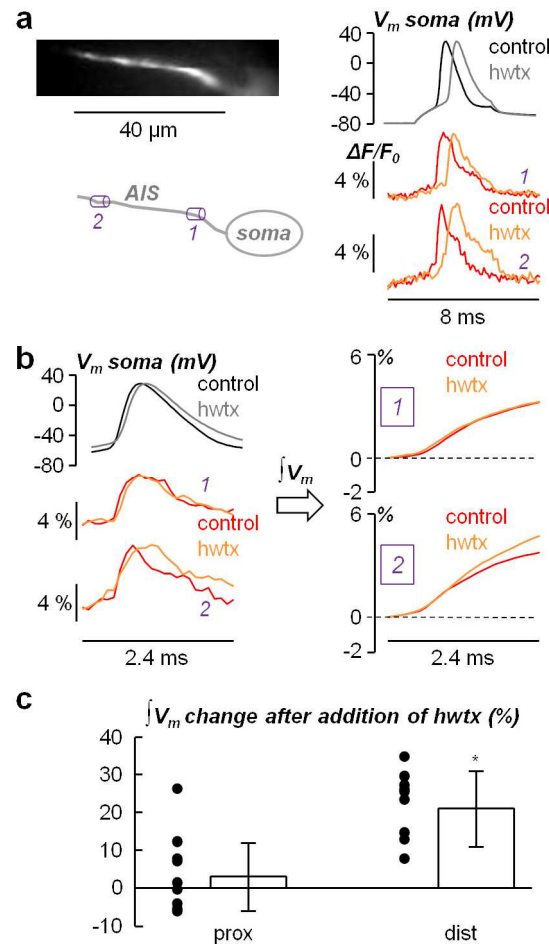 a
40 µm
AIS
2
1
soma
V_m soma (mV)
40
0
-40
-80
control
hwtx
ΔF/F_0
4 %
1
control
hwtx
4 %
2
8 ms
b
V_m soma (mV)
40
0
-40
-80
control
hwtx
4 %
1
control
hwtx
4 %
2
2.4 ms
∫V_m
6
%
control
hwtx
1
0
-2
6
%
control
hwtx
2
0
-2
2.4 ms
c
∫V_m change after addition of hwtx (%)
40
30
20
10
0
-10
*
prox
dist